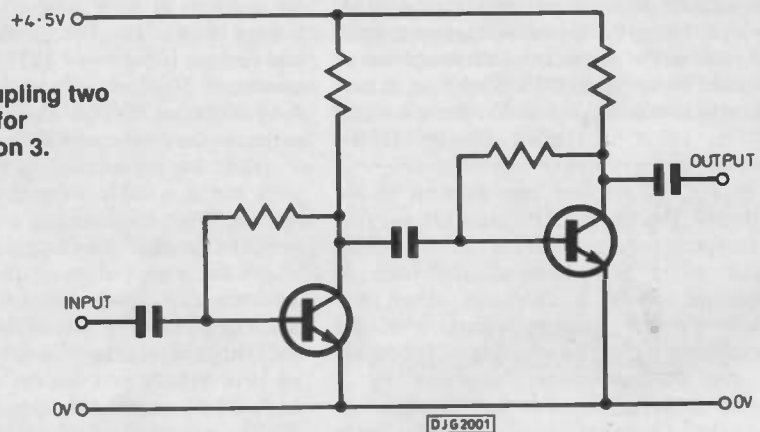 +4·5V
upling two
for
on 3.
OUTPUT
INPUT
0V
0V
DJG2001